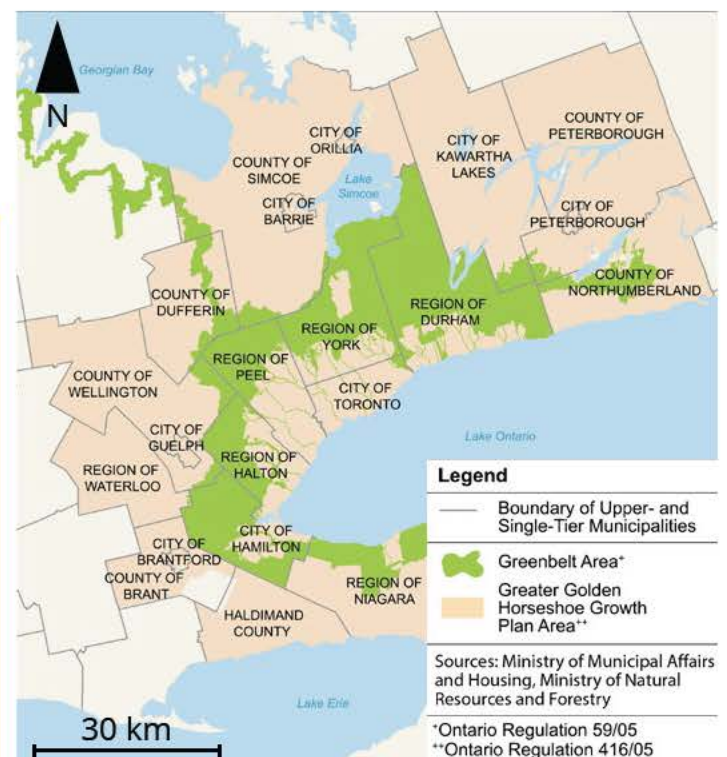 Georgian Bay
N
CITY OF
ORILLIA
COUNTY OF
SIMCOE
Lake
Simcoe
CITY OF
BARRIE
CITY OF
KAWARTHA
LAKES
COUNTY OF
PETERBOROUGH
CITY OF
PETERBOROUGH
COUNTY OF
NORTHUMBERLAND
COUNTY OF
DUFFERIN
REGION OF
DURHAM
REGION OF
YORK
REGION OF
PEEL
CITY OF
TORONTO
COUNTY OF
WELLINGTON
CITY OF
GUELPH
REGION OF
WATERLOO
REGION OF
HALTON
Lake Ontario
CITY OF
HAMILTON
CITY OF
BRANTFORD
COUNTY OF
BRANT
REGION OF
NIAGARA
HALDIMAND
COUNTY
Lake Erie
30 km
Legend
Boundary of Upper- and
Single-Tier Municipalities
Greenbelt Area+
Greater Golden
Horseshoe Growth
Plan Area++
Sources: Ministry of Municipal Affairs
and Housing, Ministry of Natural
Resources and Forestry
+Ontario Regulation 59/05
++Ontario Regulation 416/05